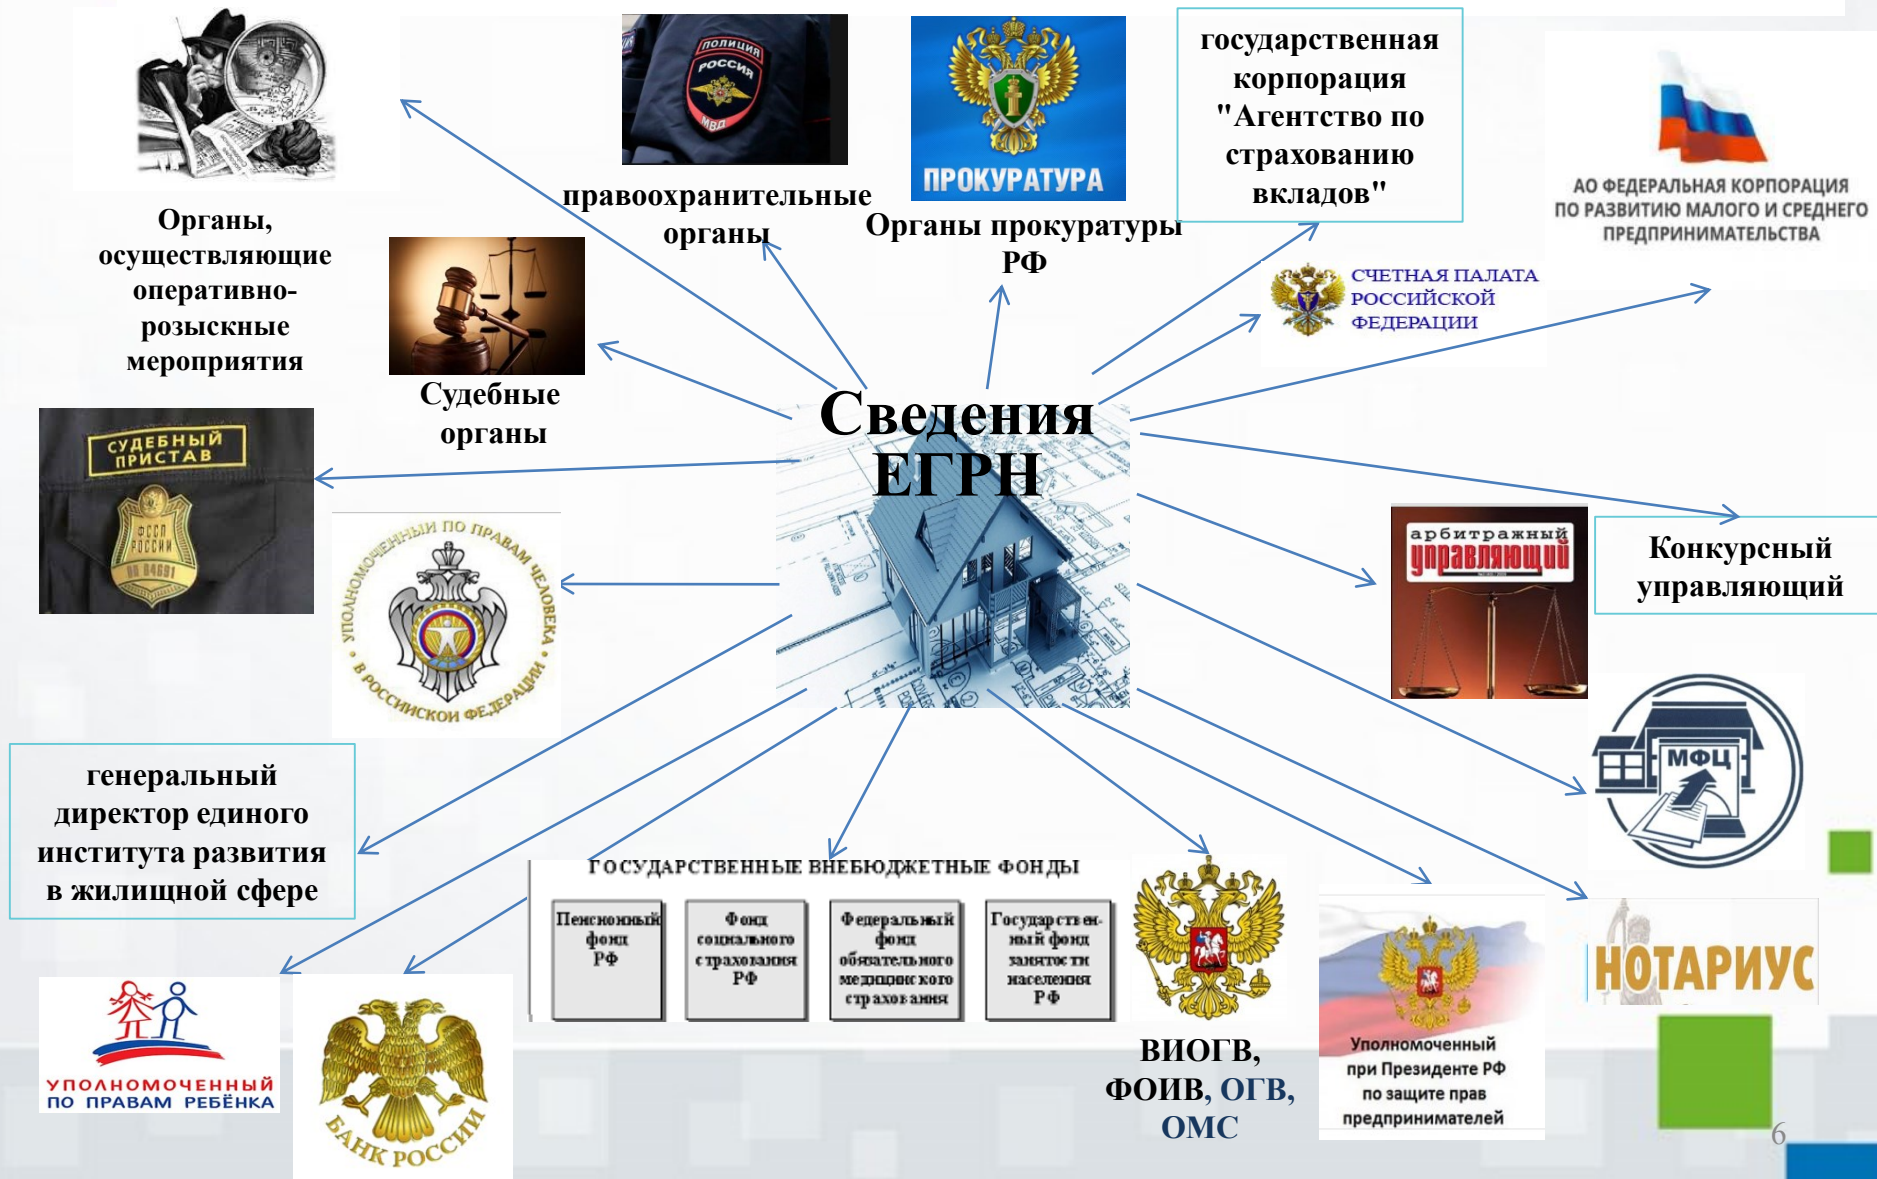 ПОЛИЦИЯ
РОССИЯ
МВД
ПРОКУРАТУРА
государственная
корпорация
"Агентство по
страхованию
вкладов"
АО ФЕДЕРАЛЬНАЯ КОРПОРАЦИЯ
ПО РАЗВИТИЮ МАЛОГО И СРЕДНЕГО
ПРЕДПРИНИМАТЕЛЬСТВА
Органы,
осуществляющие
оперативно-
розыскные
мероприятия
правоохранительные
органы
Органы прокуратуры
РФ
СЧЕТНАЯ ПАЛАТА
РОССИЙСКОЙ
ФЕДЕРАЦИИ
Судебные
органы
Сведения
ЕГРН
СУДЕБНЫЙ
ПРИСТАВ
ФССП
РОССИИ
ВП 04691
УПОЛНОМОЧЕННЫЙ ПО ПРАВАМ ЧЕЛОВЕКА
• В РОССИЙСКОЙ ФЕДЕРАЦИИ •
арбитражный
управляющий
Конкурсный
управляющий
МФЦ
генеральный
директор единого
института развития
в жилищной сфере
ГОСУДАРСТВЕННЫЕ ВНЕБЮДЖЕТНЫЕ ФОНДЫ
Пенсионный
фонд
РФ
Фонд
социального
страхования
РФ
Федеральный
фонд
обязательного
медицинского
страхования
Государствен-
ный фонд
занятости
населения
РФ
НОТАРИУС
УПОЛНОМОЧЕННЫЙ
ПО ПРАВАМ РЕБЁНКА
БАНК РОССИИ
ВИОГВ,
ФОИВ, ОГВ,
ОМС
Уполномоченный
при Президенте РФ
по защите прав
предпринимателей
6